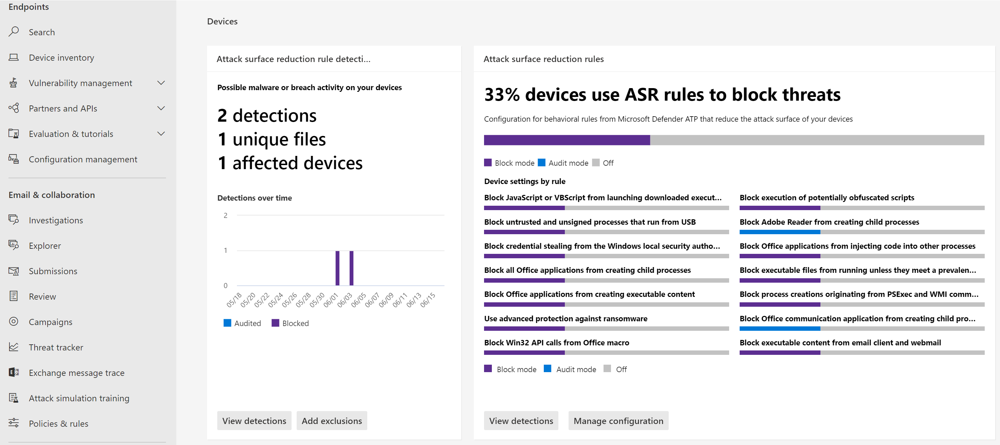 Endpoints
Search
Device inventory
Vulnerability management
Partners and APIs
Evaluation & tutorials
Configuration management
Email & collaboration
Investigations
Explorer
Submissions
Review
Campaigns
Threat tracker
Exchange message trace
Attack simulation training
Policies & rules
Devices
Attack surface reduction rule detecti...
Possible malware or breach activity on your devices
2 detections
1 unique files
1 affected devices
Detections over time
2
1
0
05/18 05/20 05/22 05/24 05/26 05/28 05/30 06/01 06/03 06/05 06/07 06/09 06/11 06/13 06/15
Audited Blocked
View detections Add exclusions
Attack surface reduction rules
33% devices use ASR rules to block threats
Configuration for behavioral rules from Microsoft Defender ATP that reduce the attack surface of your devices
Block mode Audit mode Off
Device settings by rule
Block JavaScript or VBScript from launching downloaded execut... Block execution of potentially obfuscated scripts
Block untrusted and unsigned processes that run from USB Block Adobe Reader from creating child processes
Block credential stealing from the Windows local security autho... Block Office applications from injecting code into other processes
Block all Office applications from creating child processes Block executable files from running unless they meet a prevalen...
Block Office applications from creating executable content Block process creations originating from PSExec and WMI comm...
Use advanced protection against ransomware Block Office communication application from creating child pro...
Block Win32 API calls from Office macro Block executable content from email client and webmail
Block mode Audit mode Off
View detections Manage configuration